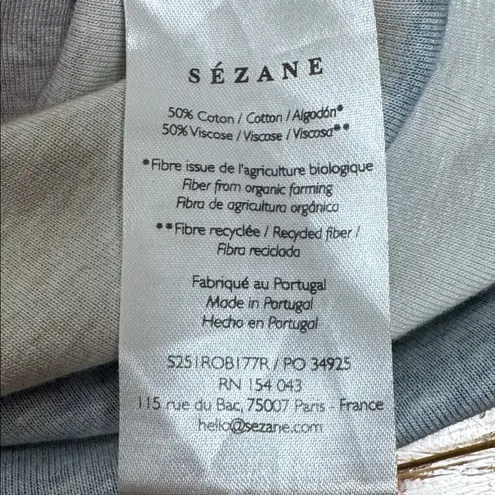 SÉZANE
50% Coton / Cotton / Algodón*
50% Viscose / Viscose / Viscosa**
*Fibre issue de l'agriculture biologique
Fiber from organic farming
Fibra de agricultura orgánica
**Fibre recyclée / Recycled fiber /
Fibra reciclada
Fabriqué au Portugal
Made in Portugal
Hecho en Portugal
S251ROB177R / PO 34925
RN 154 043
115 rue du Bac, 75007 Paris - France
hello@sezane.com